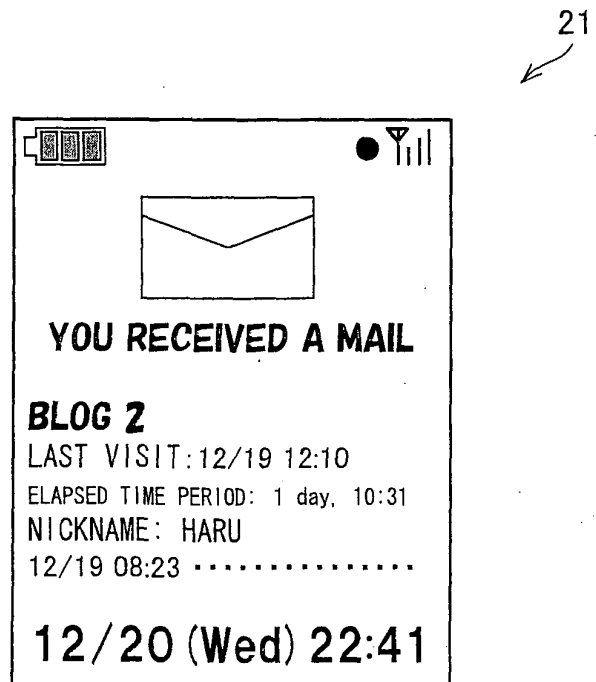 21
YOU RECEIVED A MAIL
BLOG 2
LAST VISIT:12/19 12:10
ELAPSED TIME PERIOD: 1 day, 10:31
NICKNAME: HARU
12/19 08:23 ···············
12/20 (Wed) 22:41